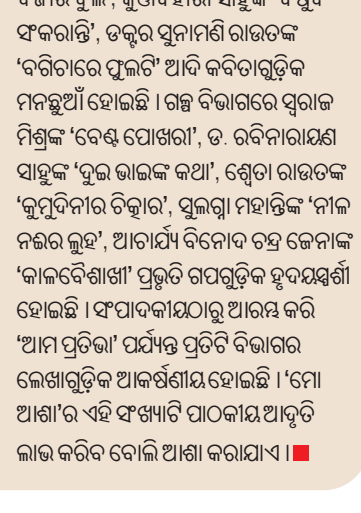 ସଂକରାନ୍ତି’, ଡକ୍ଟର ସୁନାମଣି ରାଉତଙ୍କ
‘ବଗିଚାରେ ଫୁଲଟି’ ଆଦି କବିତାଗୁଡ଼ିକ
ମନଛୁଆଁ ହୋଇଛି । ଗଳ୍ପ ବିଭାଗରେ ସ୍ୱରାଜ
ମିଶ୍ରଙ୍କ ‘ବେଣ୍ଟ ପୋଖରୀ’, ଡ. ରବିନାରାୟଣ
ସାହୁଙ୍କ ‘ଦୁଇ ଭାଇଙ୍କ କଥା’, ଶ୍ୱେତା ରାଉତଙ୍କ
‘କୁମୁଦିନୀର ଚିତ୍କାର’, ସୁଲଗ୍ନା ମହାନ୍ତିଙ୍କ ‘ନୀଳ
ନଈର ଲୁହ’, ଆଚାର୍ଯ୍ୟ ବିନୋଦ ଚନ୍ଦ୍ର ଜେନାଙ୍କ
‘କାଳବୈଶାଖୀ’ ପ୍ରଭୃତି ଗପଗୁଡ଼ିକ ହୃଦୟସ୍ପର୍ଶୀ
ହୋଇଛି । ସଂପାଦକୀୟଠାରୁ ଆରମ୍ଭ କରି
‘ଆମ ପ୍ରତିଭା’ ପର୍ଯ୍ୟନ୍ତ ପ୍ରତିଟି ବିଭାଗର
ଲେଖାଗୁଡ଼ିକ ଆକର୍ଷଣୀୟ ହୋଇଛି । ‘ମୋ
ଆଶା’ର ଏହି ସଂଖ୍ୟାଟି ପାଠକୀୟ ଆଦୃତି
ଲାଭ କରିବ ବୋଲି ଆଶା କରାଯାଏ ।